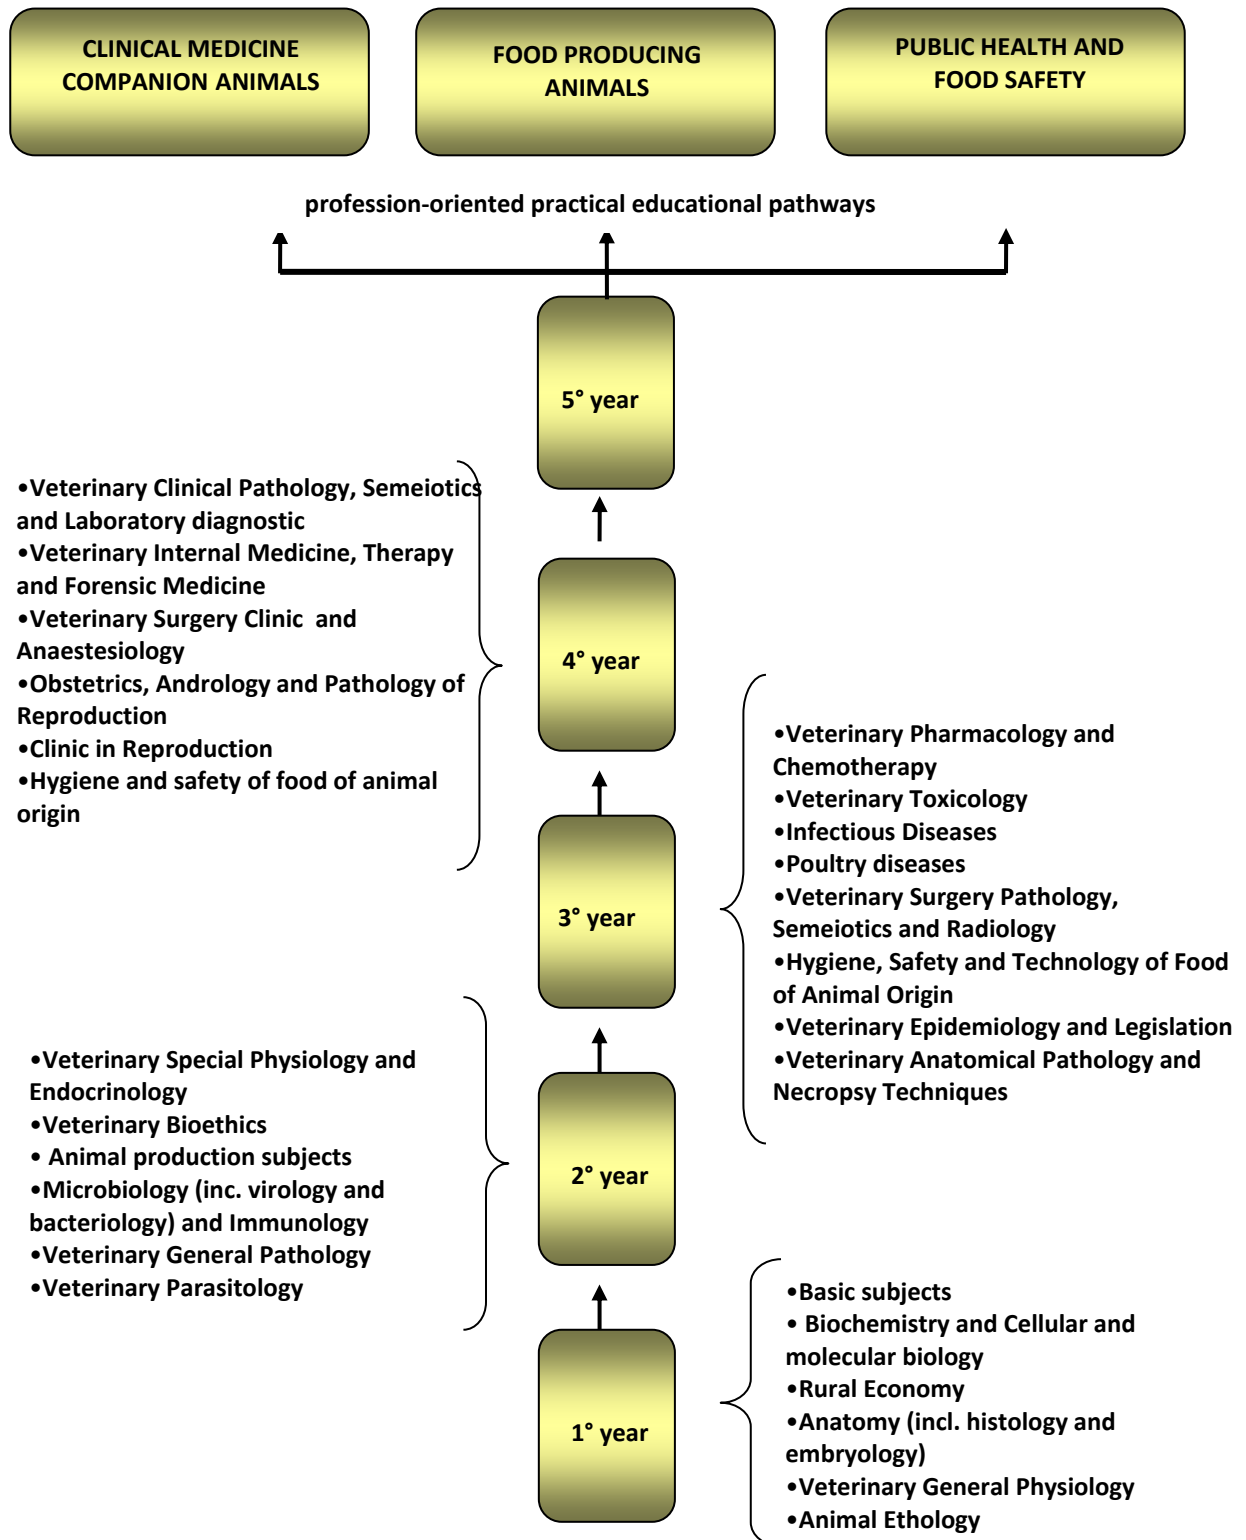 CLINICAL MEDICINE
COMPANION ANIMALS
FOOD PRODUCING
ANIMALS
PUBLIC HEALTH AND
FOOD SAFETY
profession-oriented practical educational pathways
5° year
•Veterinary Clinical Pathology, Semeiotics
and Laboratory diagnostic
•Veterinary Internal Medicine, Therapy
and Forensic Medicine
•Veterinary Surgery Clinic  and
Anaestesiology
•Obstetrics, Andrology and Pathology of
Reproduction
•Clinic in Reproduction
•Hygiene and safety of food of animal
origin
4° year
3° year
•Veterinary Pharmacology and
Chemotherapy
•Veterinary Toxicology
•Infectious Diseases
•Poultry diseases
•Veterinary Surgery Pathology,
Semeiotics and Radiology
•Hygiene, Safety and Technology of Food
of Animal Origin
•Veterinary Epidemiology and Legislation
•Veterinary Anatomical Pathology and
Necropsy Techniques
•Veterinary Special Physiology and
Endocrinology
•Veterinary Bioethics
• Animal production subjects
•Microbiology (inc. virology and
bacteriology) and Immunology
•Veterinary General Pathology
•Veterinary Parasitology
2° year
1° year
•Basic subjects
• Biochemistry and Cellular and
molecular biology
•Rural Economy
•Anatomy (incl. histology and
embryology)
•Veterinary General Physiology
•Animal Ethology